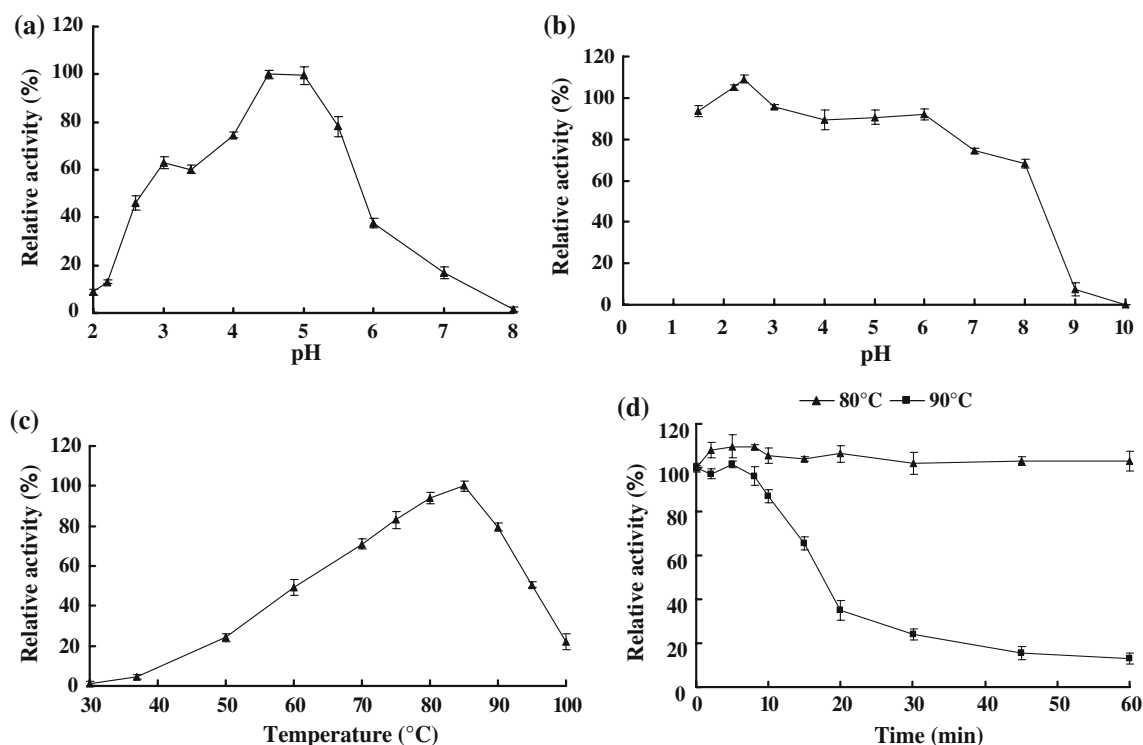 (a)
Relative activity (%)
120
100
80
60
40
20
0
2 3 4 5 6 7 8
pH
(b)
Relative activity (%)
120
100
80
60
40
20
0
0 1 2 3 4 5 6 7 8 9 10
pH
(c)
Relative activity (%)
120
100
80
60
40
20
0
30 40 50 60 70 80 90 100
Temperature (°C)
(d)
80°C 90°C
Relative activity (%)
120
100
80
60
40
20
0
0 10 20 30 40 50 60
Time (min)